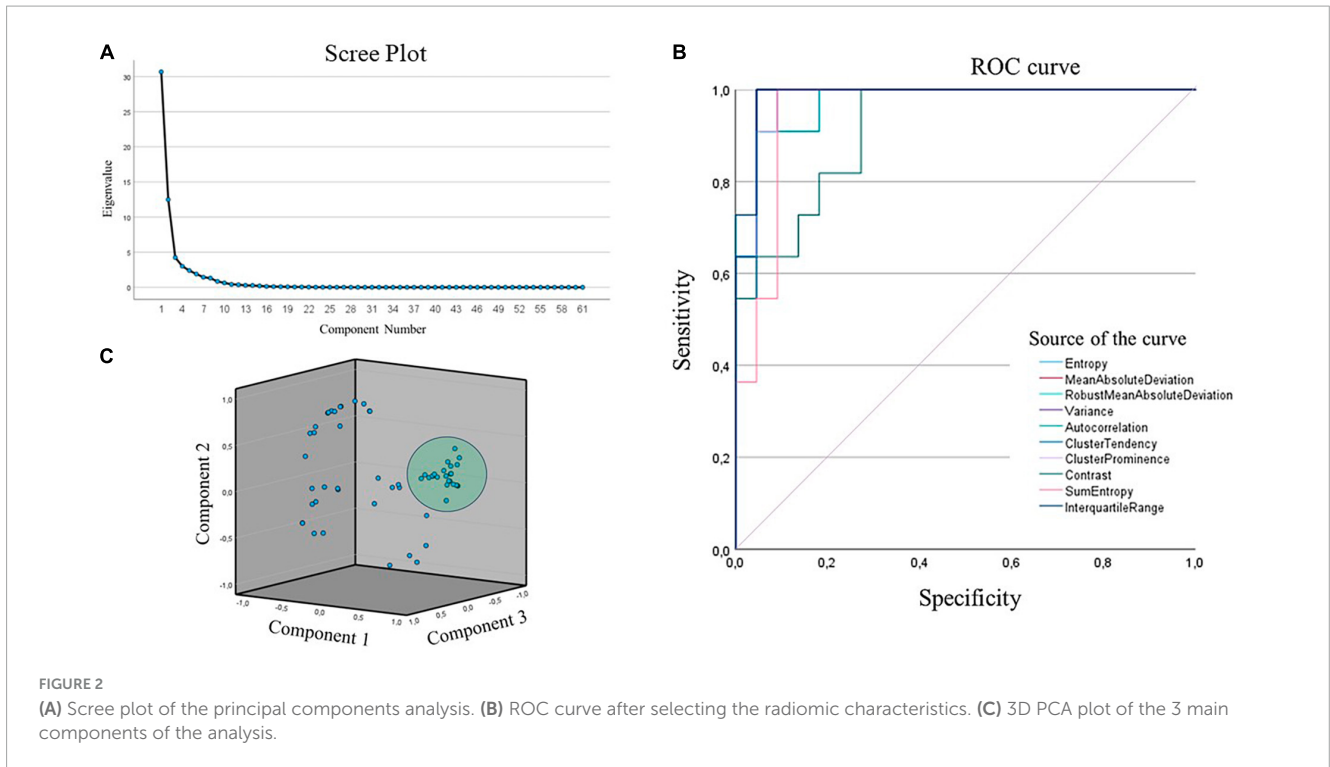 A
Scree Plot
30
25
20
15
10
5
0
Eigenvalue
1 4 7 10 13 16 19 22 25 28 31 34 37 40 43 46 49 52 55 58 61
Component Number
B
ROC curve
1,0
0,8
0,6
0,4
0,2
0,0
Sensitivity
0,0 0,2 0,4 0,6 0,8 1,0
Specificity
Source of the curve
Entropy
MeanAbsoluteDeviation
RobustMeanAbsoluteDeviation
Variance
Autocorrelation
ClusterTendency
ClusterProminence
Contrast
SumEntropy
InterquartileRange
C
1,0
0,5
0,0
-0,5
-1,0
Component 2
-1,0 -0,5 0,0 0,5 1,0
Component 1
1,0 0,5 0,0 -0,5 -1,0
Component 3
FIGURE 2
(A) Scree plot of the principal components analysis. (B) ROC curve after selecting the radiomic characteristics. (C) 3D PCA plot of the 3 main
components of the analysis.